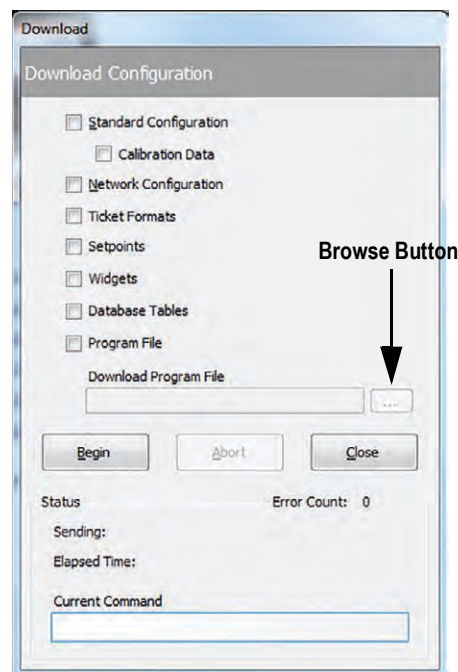 Download
Download Configuration
Standard Configuration
Calibration Data
Network Configuration
Ticket Formats
Setpoints
Browse Button
Widgets
Database Tables
Program File
Download Program File
...
Begin Abort Close
Status Error Count: 0
Sending:
Elapsed Time:
Current Command